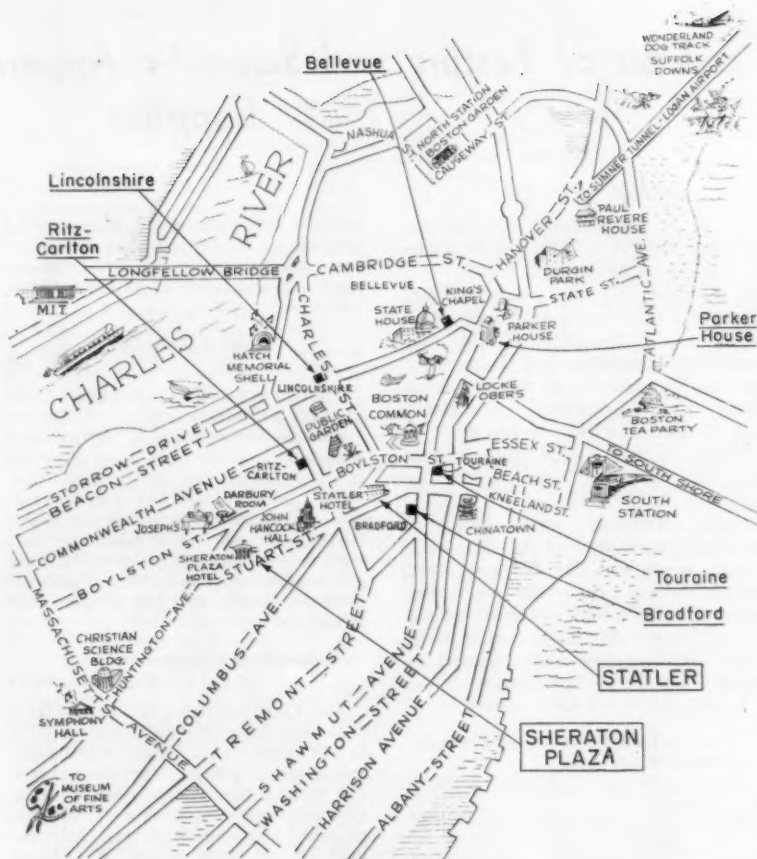 WONDERLAND
DOG TRACK
SUFFOLK
DOWNS
Bellevue
NASHUA
ST.
NORTH STATION
BOSTON GARDEN
CAUSEWAY ST.
TO SUMNER TUNNEL-LOGAN AIRPORT
Lincolnshire
RIVER
HANOVER ST.
PAUL
REVERE
HOUSE
Ritz-
Carlton
LONGFELLOW BRIDGE
CAMBRIDGE ST.
DURGIN
PARK
ATLANTIC AVE.
BELLEVUE
KING'S
CHAPEL
STATE ST.
M.I.T.
CHARLES ST.
STATE
HOUSE
PARKER
HOUSE
Parker
House
CHARLES
HATCH
MEMORIAL
SHELL
LINCOLNSHIRE
LOCKE
OBERS
PUBLIC
GARDEN
BOSTON
COMMON
BOSTON
TEA PARTY
STORROW DRIVE
BEACON STREET
ESSEX ST.
TO SOUTH SHORE
RITZ-
CARLTON
BOYLSTON ST.
TOURAINE
BEACH ST.
COMMONWEALTH AVENUE
DARBURY
ROOM
STATLER
HOTEL
KNEELAND ST.
SOUTH
STATION
JOSEPH'S
JOHN
HANCOCK
HALL
BRADFORD
CHINATOWN
BOYLSTON ST.
SHERATON
PLAZA
HOTEL
STUART ST.
Touraine
MASSACHUSETTS AVENUE
HUNTINGTON AVE.
Bradford
CHRISTIAN
SCIENCE
BLDG.
COLUMBUS AVE.
TREMONT STREET
SHAWMUT AVENUE
WASHINGTON STREET
HARRISON AVENUE
ALBANY STREET
STATLER
SYMPHONY
HALL
SHERATON
PLAZA
TO
MUSEUM
OF FINE
ARTS